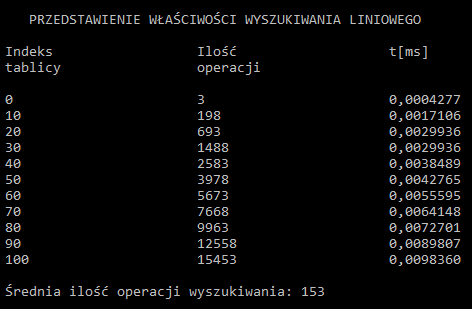 PRZEDSTAWIENIE WŁAŚCIWOŚCI WYSZUKIWANIA LINIOWEGO
Indeks Ilość t[ms]
tablicy operacji
0 3 0,0004277
10 198 0,0017106
20 693 0,0029936
30 1488 0,0029936
40 2583 0,0038489
50 3978 0,0042765
60 5673 0,0055595
70 7668 0,0064148
80 9963 0,0072701
90 12558 0,0089807
100 15453 0,0098360
Średnia ilość operacji wyszukiwania: 153